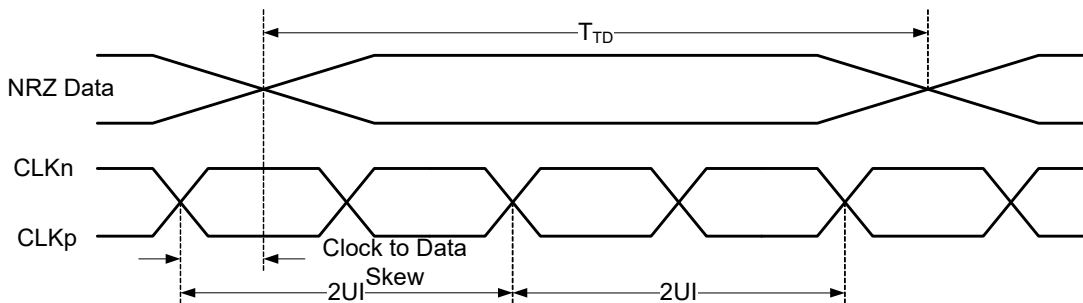 T_TD
NRZ Data
CLKn
CLKp
Clock to Data
Skew
2UI
2UI